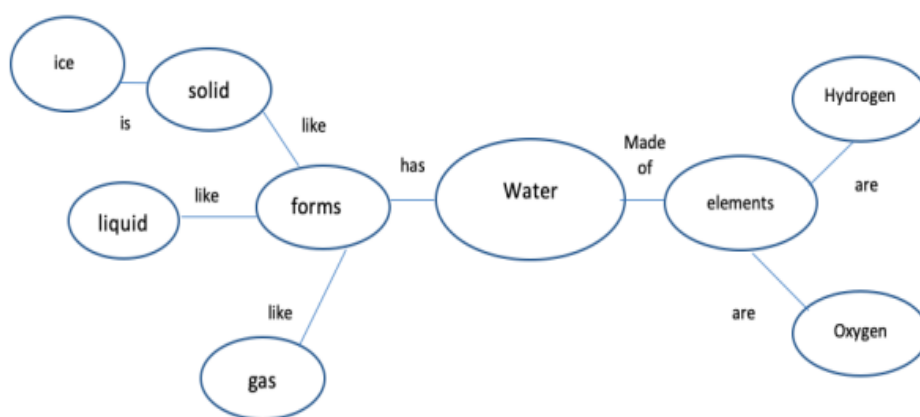 ice
solid
is
like
Hydrogen
Made
of
has
Water
are
like
forms
elements
liquid
like
are
Oxygen
gas